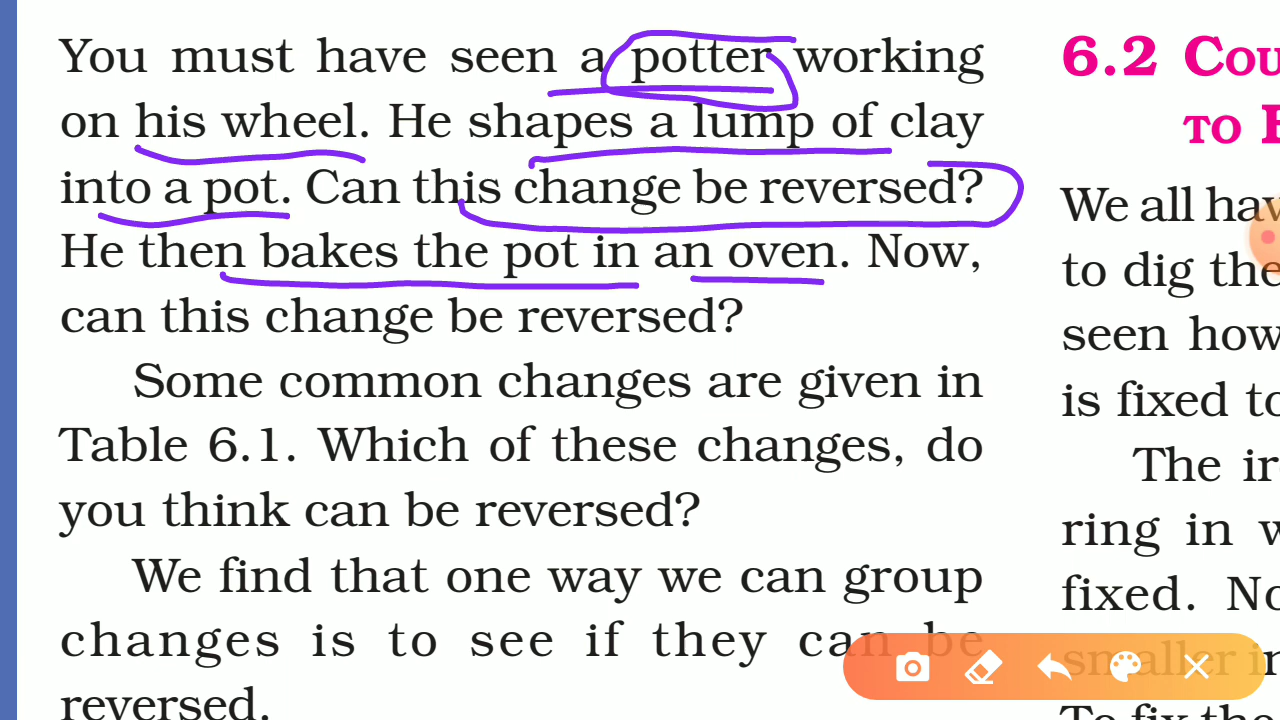 You must have seen a potter working
on his wheel. He shapes a lump of clay
into a pot. Can this change be reversed?
He then bakes the pot in an oven. Now,
can this change be reversed?
Some common changes are given in
Table 6.1. Which of these changes, do
you think can be reversed?
We find that one way we can group
changes is to see if they can be
reversed.
6.2 COU
TO
We all hav
to dig the
seen how
is fixed to
The iro
ring in w
fixed. No
smaller in
To fix the